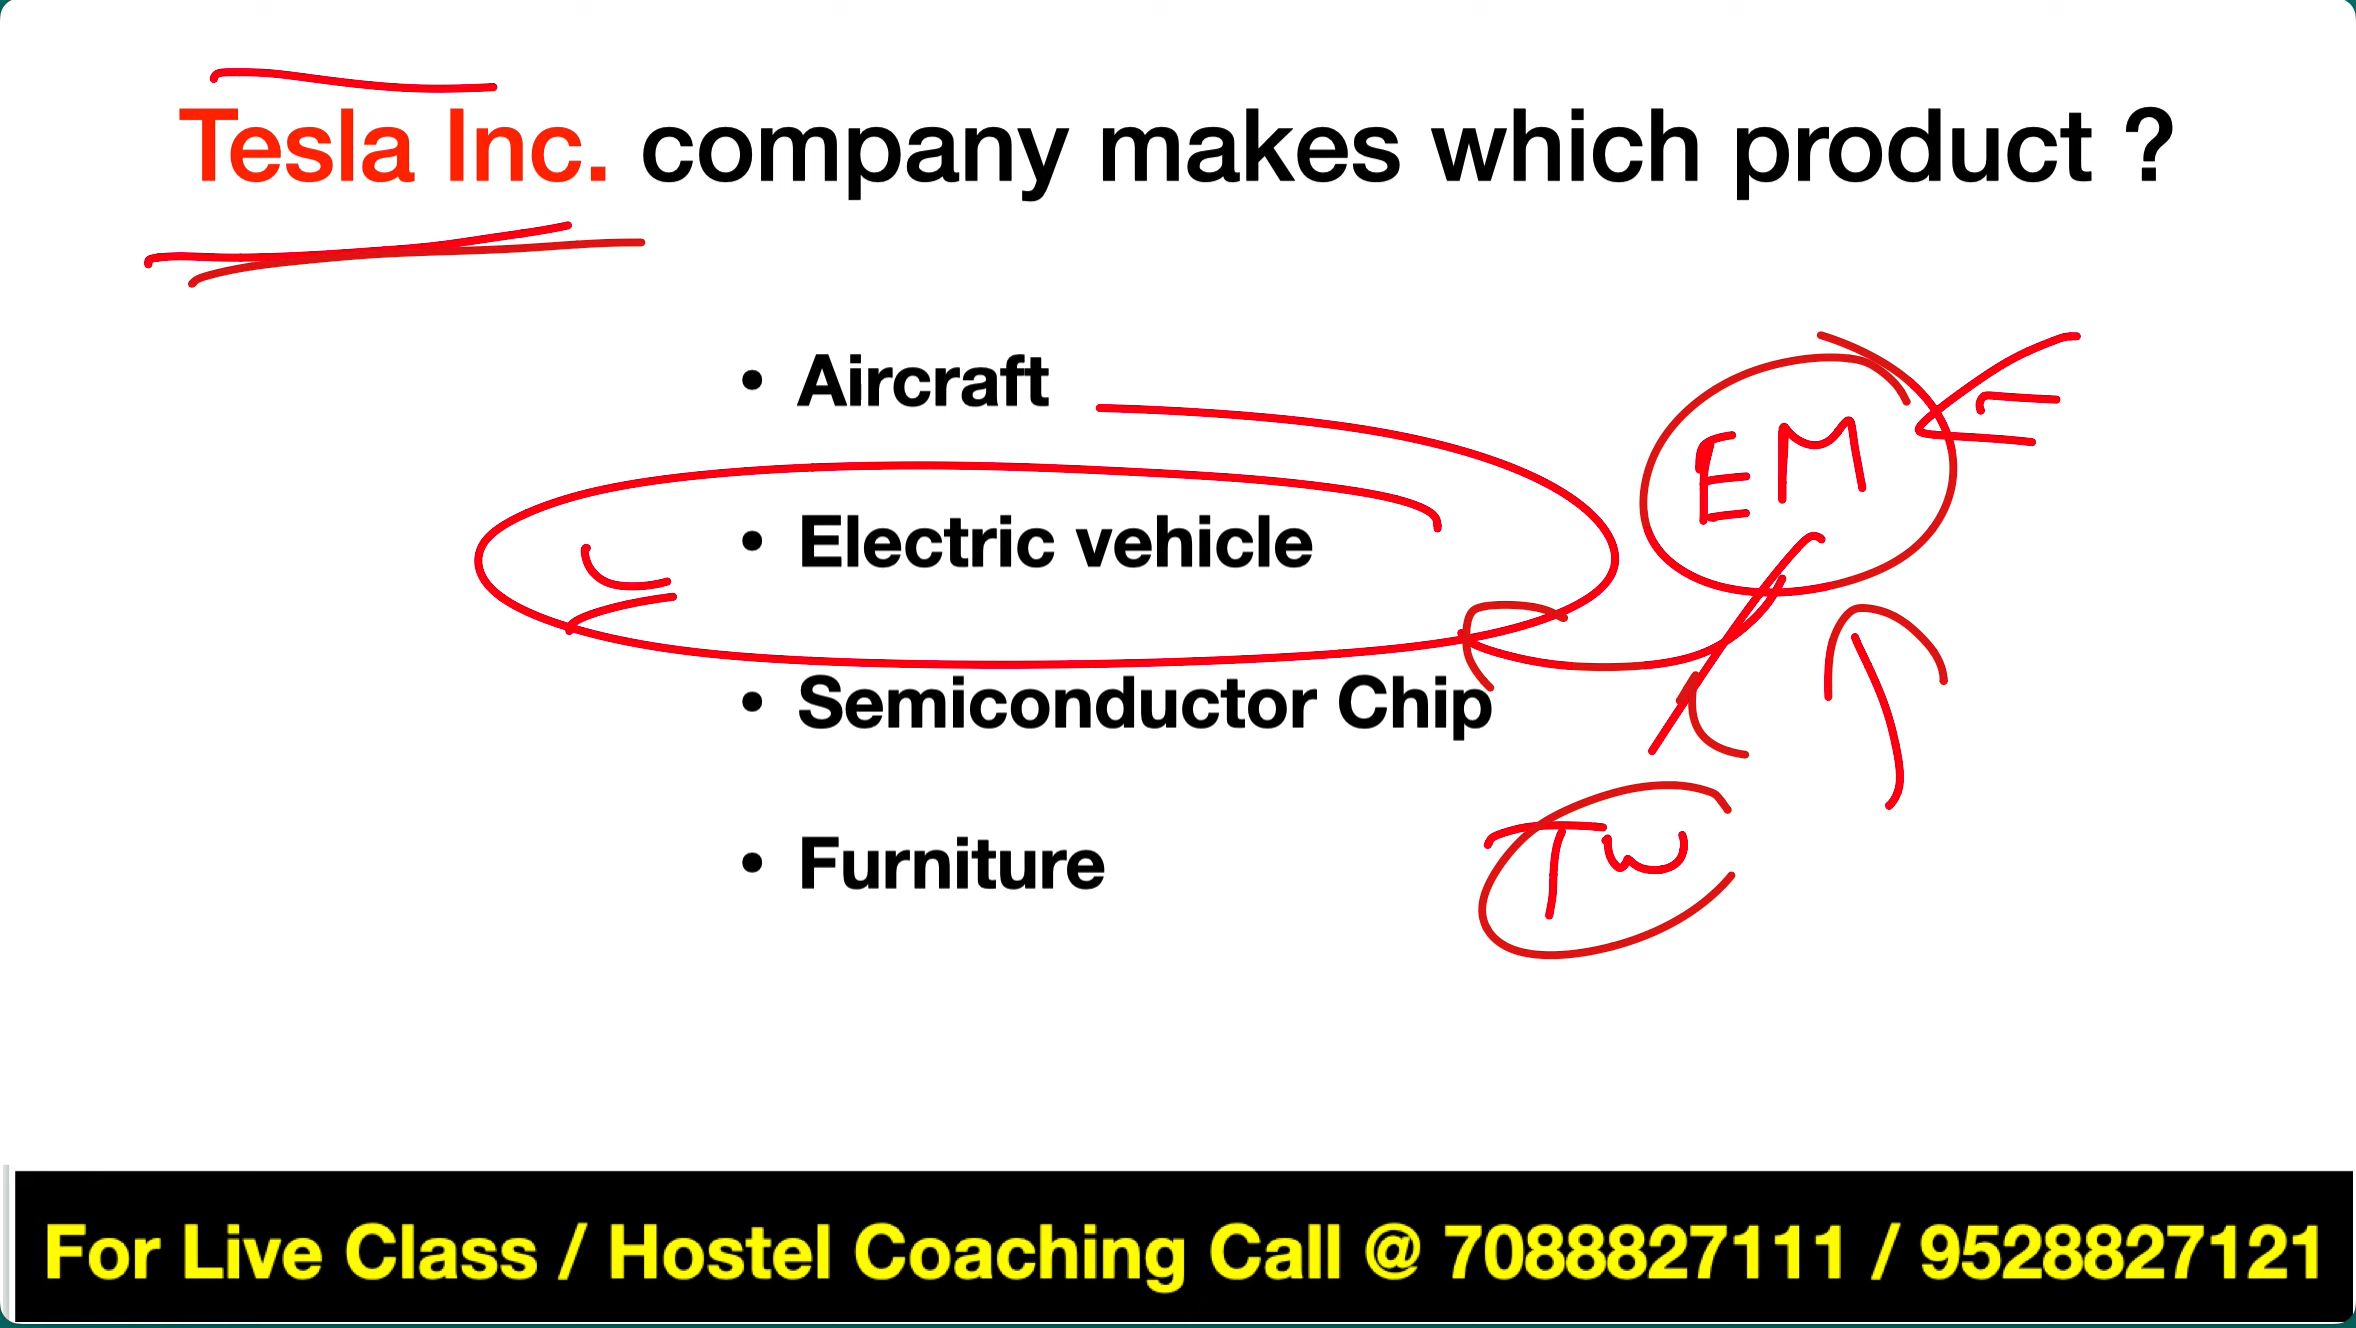 Tesla Inc. company makes which product ?
• Aircraft
• Electric vehicle
EM
• Semiconductor Chip
• Furniture
TW
For Live Class / Hostel Coaching Call @ 7088827111 / 9528827121